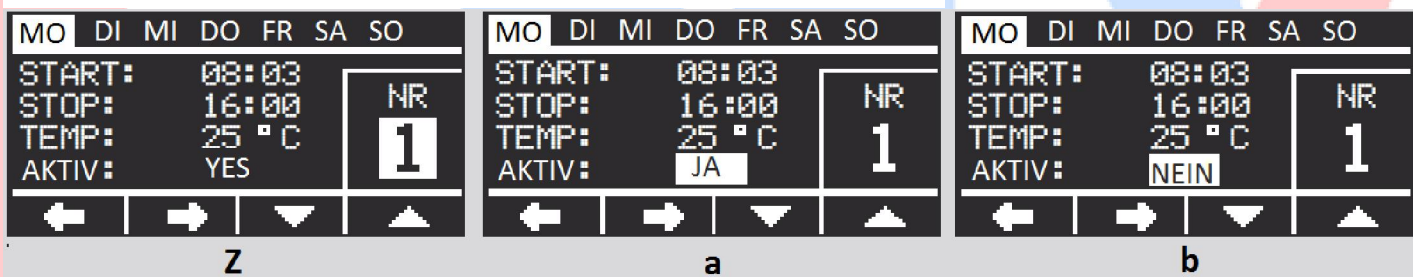 MO DI MI DO FR SA SO
START: 08:03
STOP: 16:00
TEMP: 25 °C
AKTIV: YES
NR
1
MO DI MI DO FR SA SO
START: 08:03
STOP: 16:00
TEMP: 25 °C
AKTIV: JA
NR
1
MO DI MI DO FR SA SO
START: 08:03
STOP: 16:00
TEMP: 25 °C
AKTIV: NEIN
NR
1
Z a b